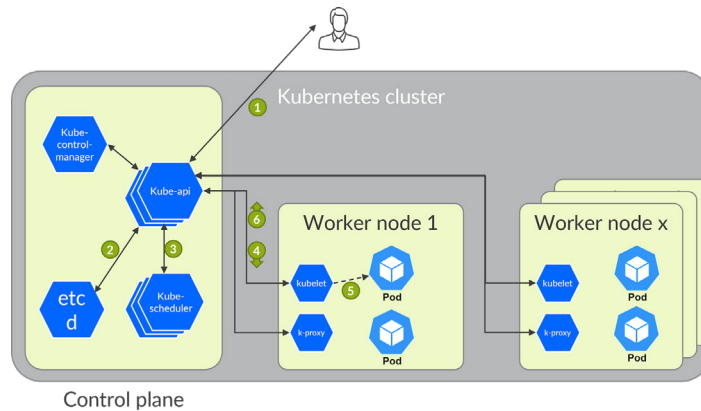 Kubernetes cluster
1
Kube-
control-
manager
Kube-api
2
3
6
4
etc
d
Kube-
scheduler
Worker node 1
kubelet
5
Pod
k-proxy
Pod
Worker node x
kubelet
Pod
k-proxy
Pod
Control plane